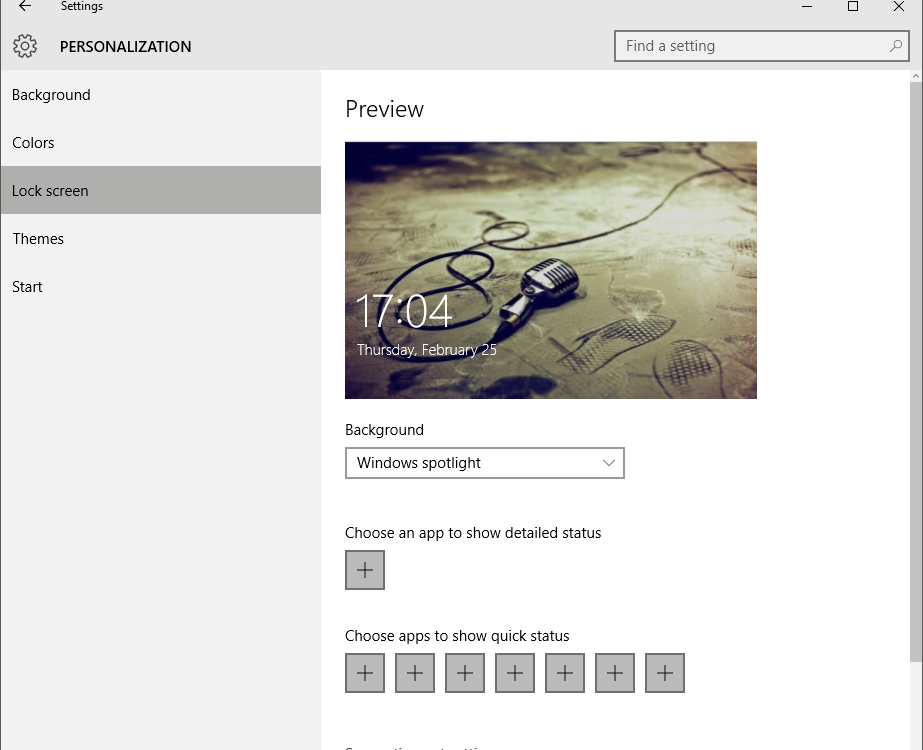 Settings
PERSONALIZATION
Find a setting
Background
Colors
Lock screen
Themes
Start
Preview
17:04
Thursday, February 25
Background
Windows spotlight
Choose an app to show detailed status
Choose apps to show quick status